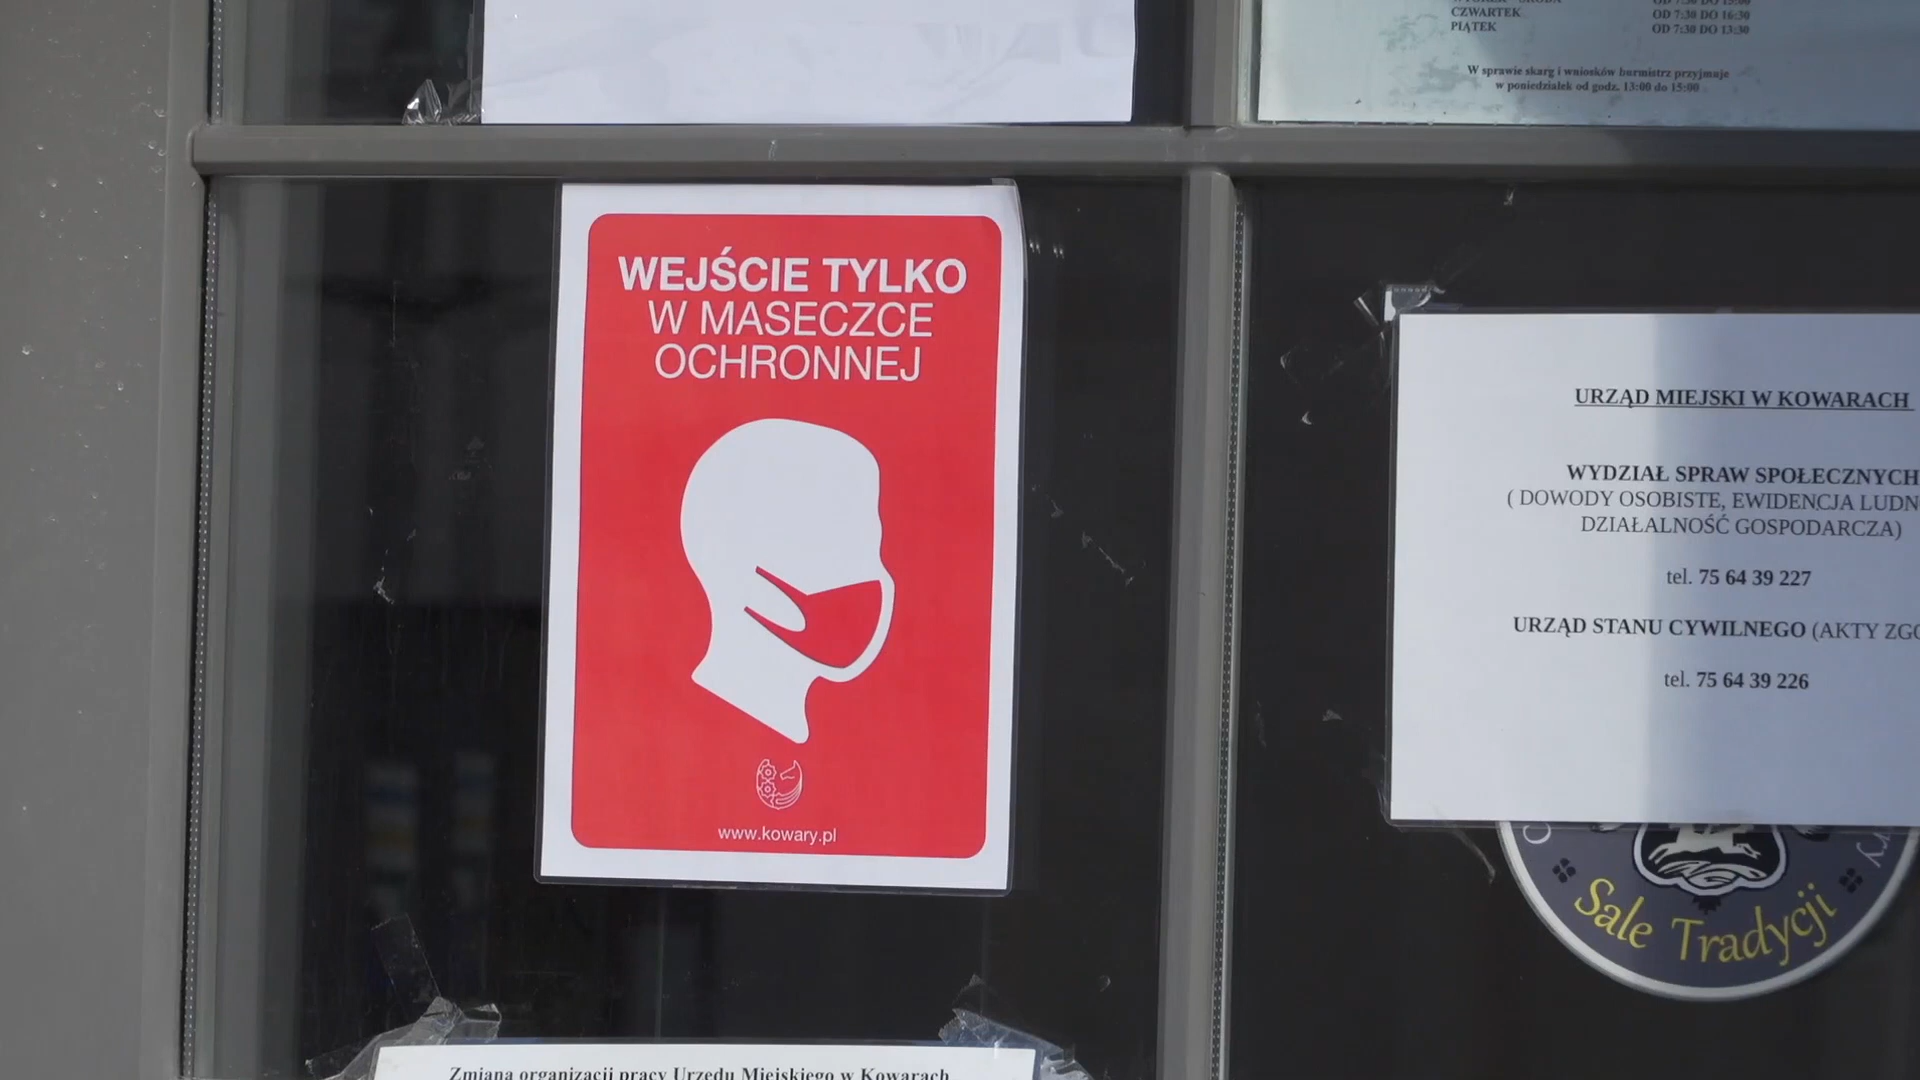 CZWARTEK OD 7:30 DO 16:30
PIĄTEK OD 7:30 DO 13:30
W sprawie skarg i wniosków burmistrz przyjmuje
w poniedziałek od godz. 13:00 do 15:00
WEJŚCIE TYLKO
W MASECZCE
OCHRONNEJ
www.kowary.pl
URZĄD MIEJSKI W KOWARACH
WYDZIAŁ SPRAW SPOŁECZNYCH
( DOWODY OSOBISTE, EWIDENCJA LUDN
DZIAŁALNOŚĆ GOSPODARCZA)
tel. 75 64 39 227
URZĄD STANU CYWILNEGO (AKTY ZGO
tel. 75 64 39 226
Sale Tradycji
Zmiana organizacji pracy Urzędu Miejskiego w Kowarach